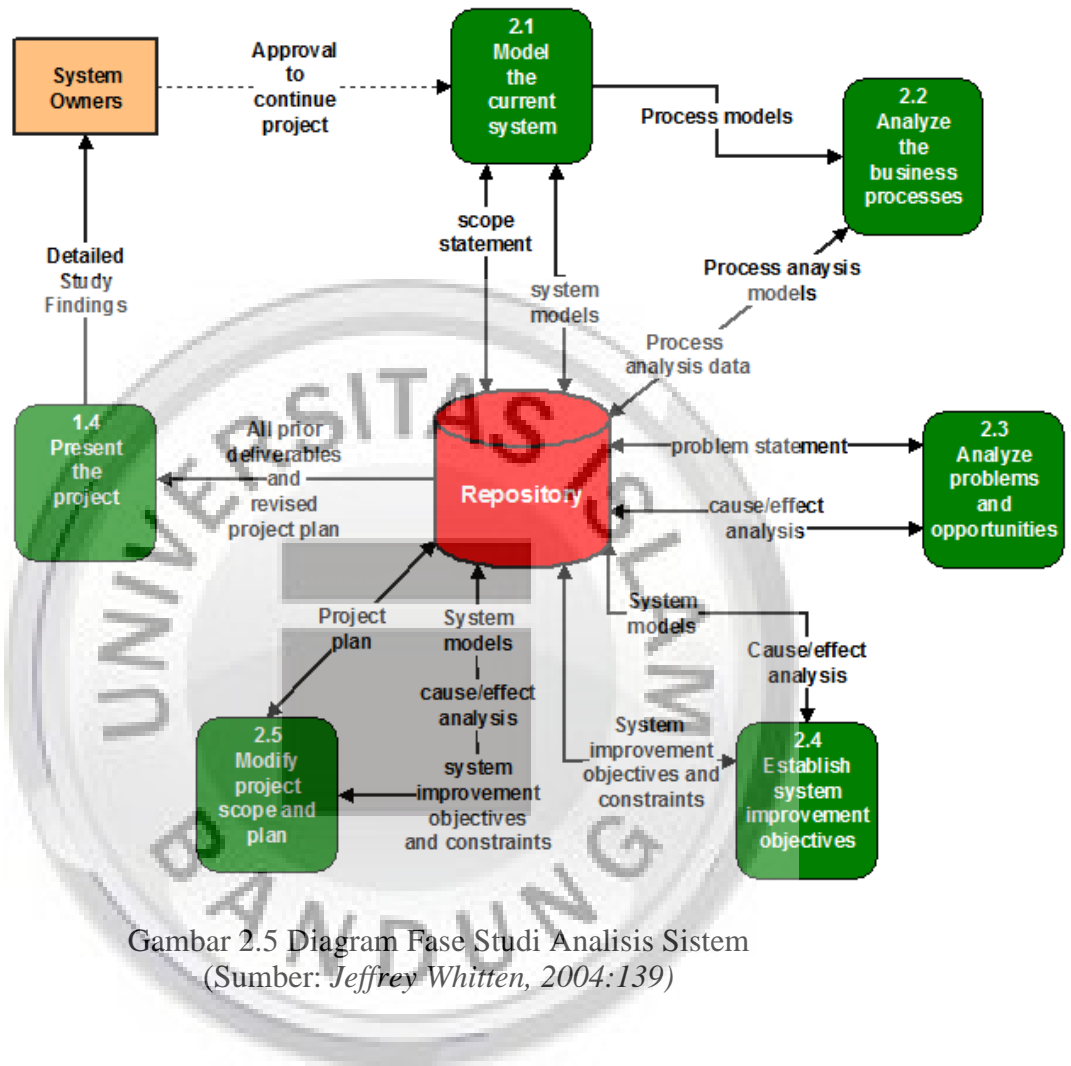 System
Owners
Approval
to
continue
project
2.1
Model
the
current
system
Process models
2.2
Analyze
the
business
processes
scope
statement
system
models
Process anaysis
models
Process
analysis data
Detailed
Study
Findings
1.4
Present
the
project
All prior
deliverables
and
revised
project plan
Repository
problem statement
cause/effect
analysis
2.3
Analyze
problems
and
opportunities
Project
plan
System
models
cause/effect
analysis
system
improvement
objectives
and constraints
System
models
Cause/effect
analysis
System
improvement
objectives and
constraints
2.4
Establish
system
improvement
objectives
2.5
Modify
project
scope and
plan
UNIVERSITAS ISLAM
BANDUNG
Gambar 2.5 Diagram Fase Studi Analisis Sistem
(Sumber: Jeffrey Whitten, 2004:139)